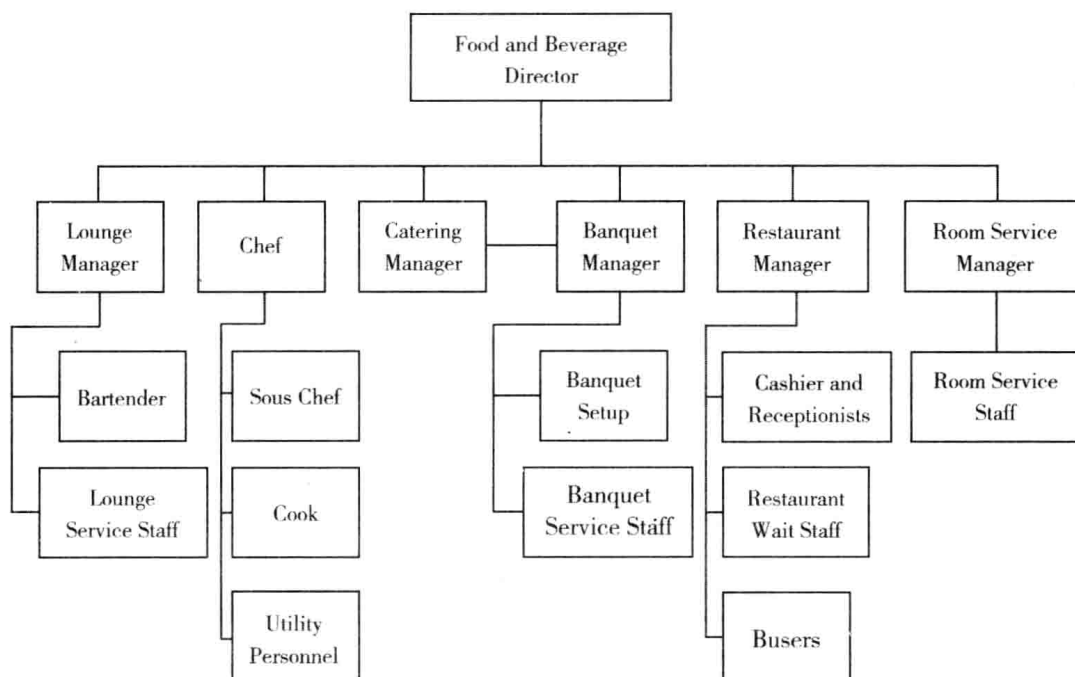 Food and Beverage
Director
Lounge
Manager
Chef
Catering
Manager
Banquet
Manager
Restaurant
Manager
Room Service
Manager
Bartender
Sous Chef
Banquet
Setup
Cashier and
Receptionists
Room Service
Staff
Lounge
Service Staff
Cook
Banquet
Service Staff
Restaurant
Wait Staff
Utility
Personnel
Busers